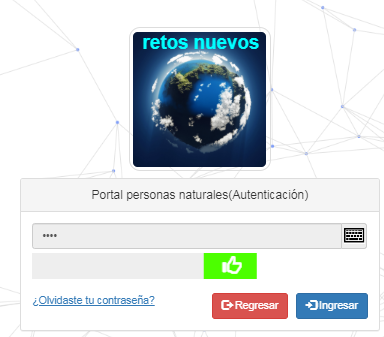 retos nuevos
Portal personas naturales(Autenticación)
••••
¿Olvidaste tu contraseña?
Regresar
Ingresar